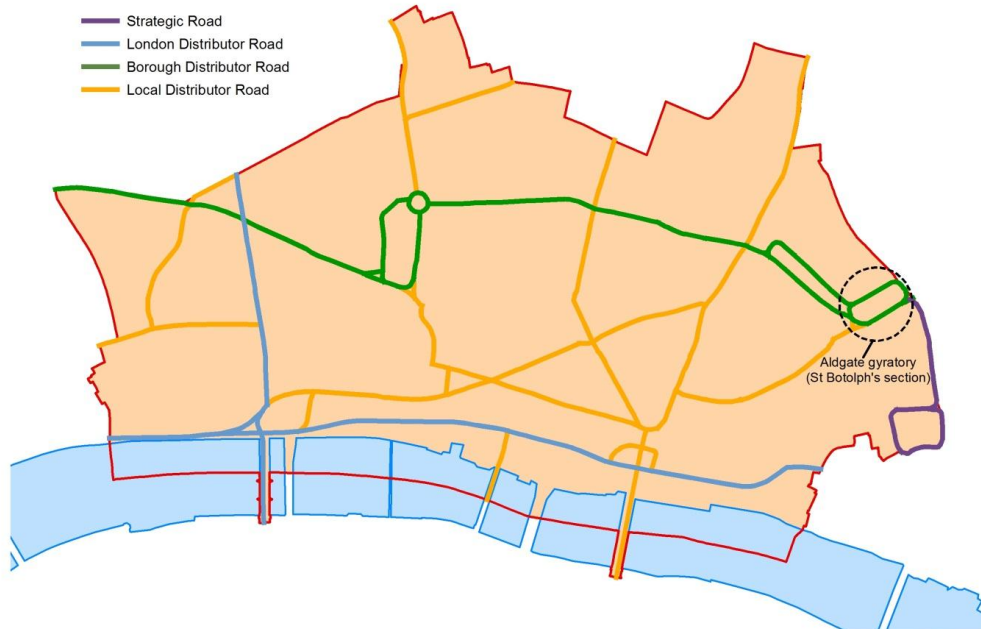 Strategic Road
London Distributor Road
Borough Distributor Road
Local Distributor Road
Aldgate gyratory
(St Botolph's section)